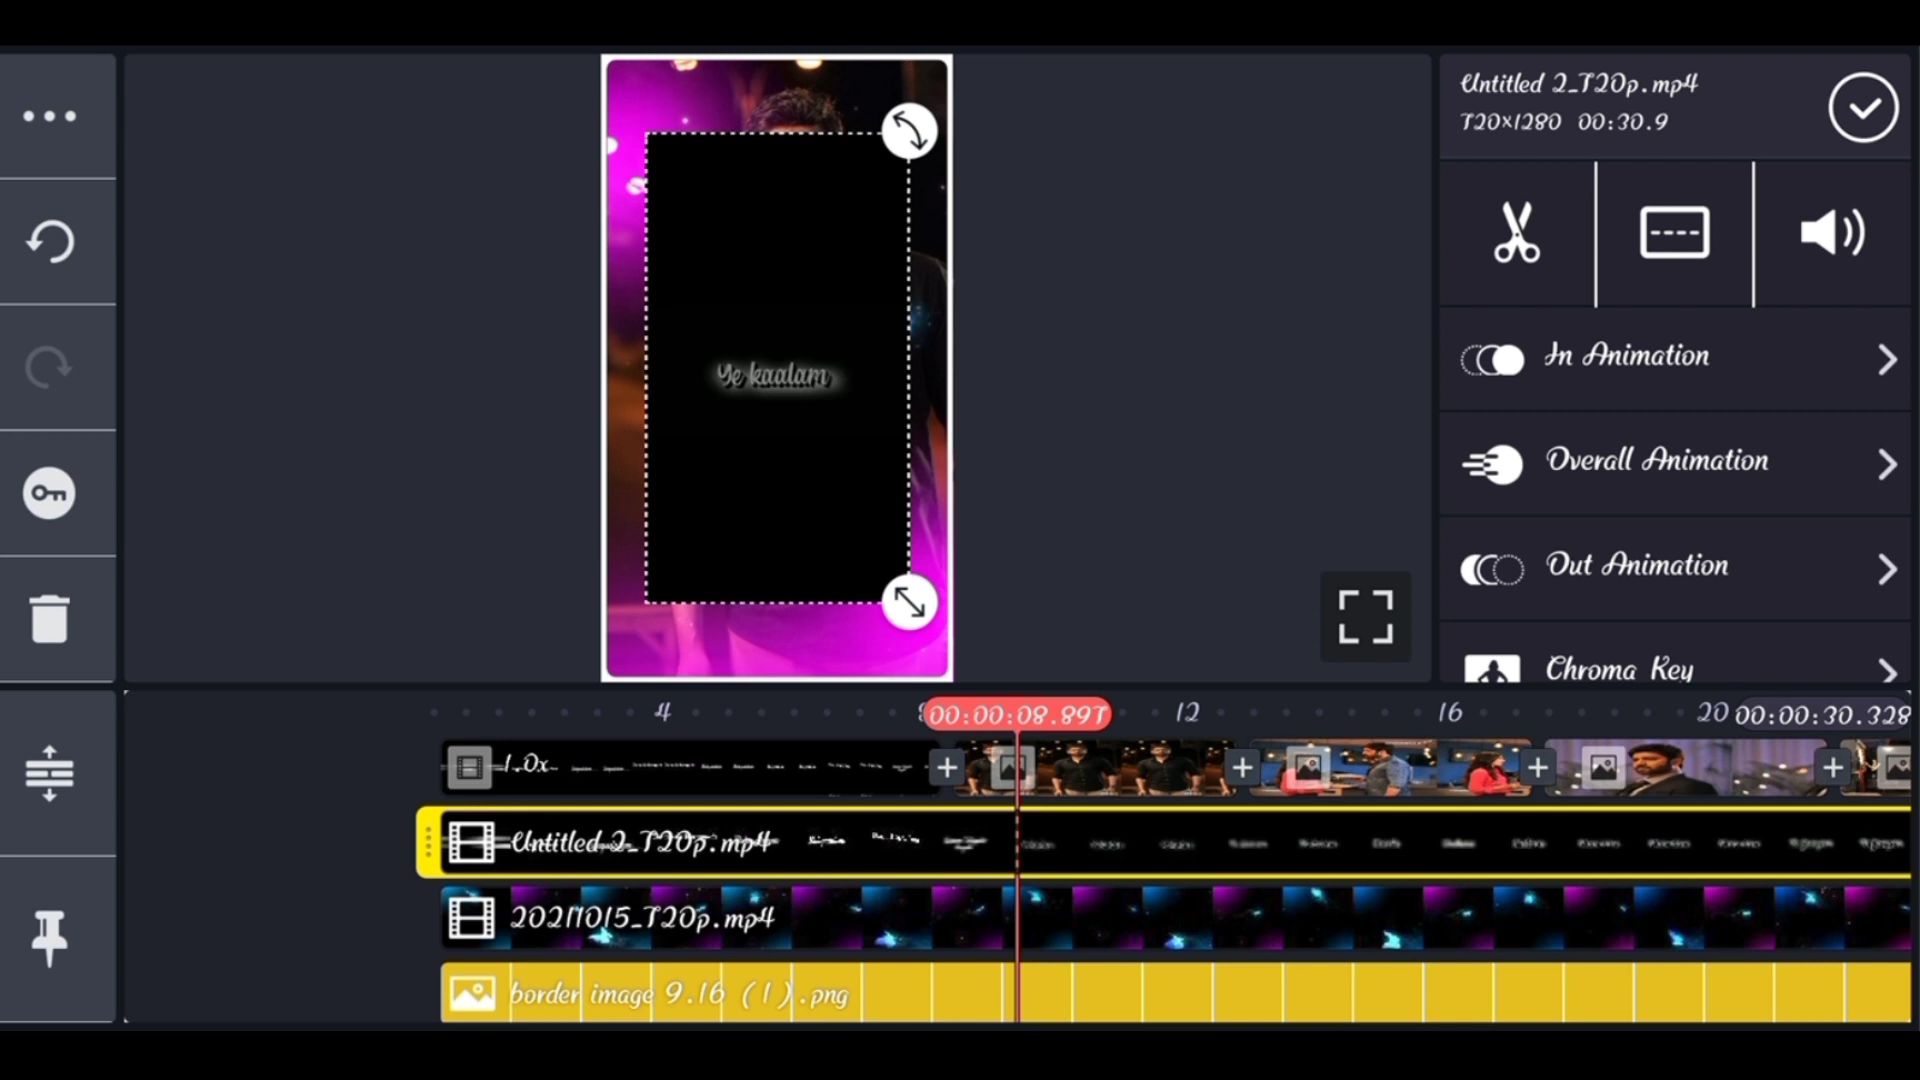 Untitled 2_720p.mp4
720×1280 00:30.9
In Animation
Overall Animation
Out Animation
Chroma Key
Ye kaalam
4
00:00:08.897
12
16
20
00:00:30.328
1.0x
Untitled 2_720p.mp4
20211015_720p.mp4
border image 9.16 (1).png